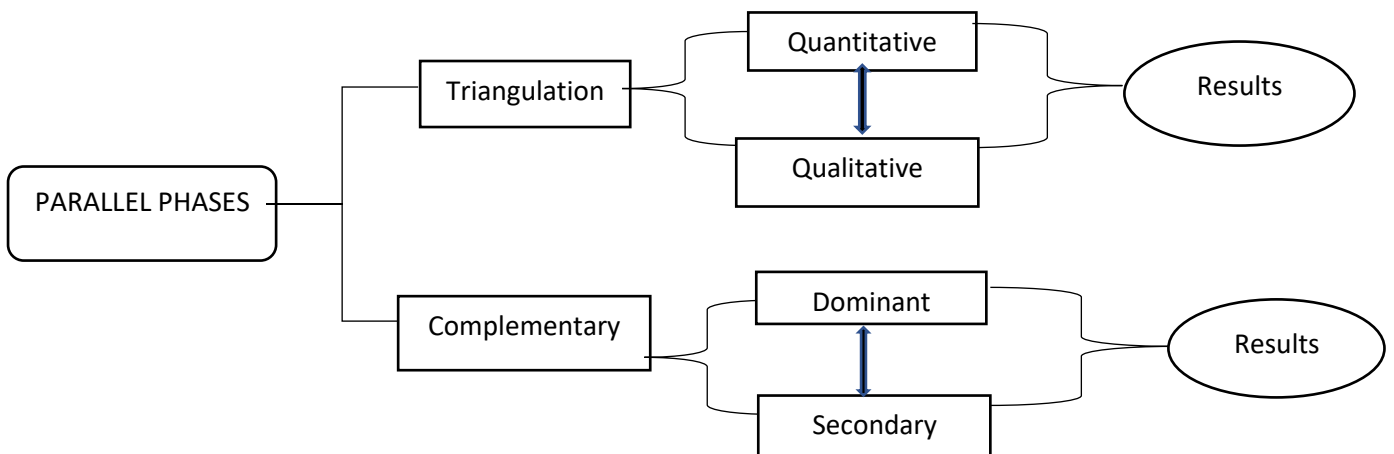 Quantitative
Triangulation
Results
Qualitative
PARALLEL PHASES
Dominant
Complementary
Results
Secondary